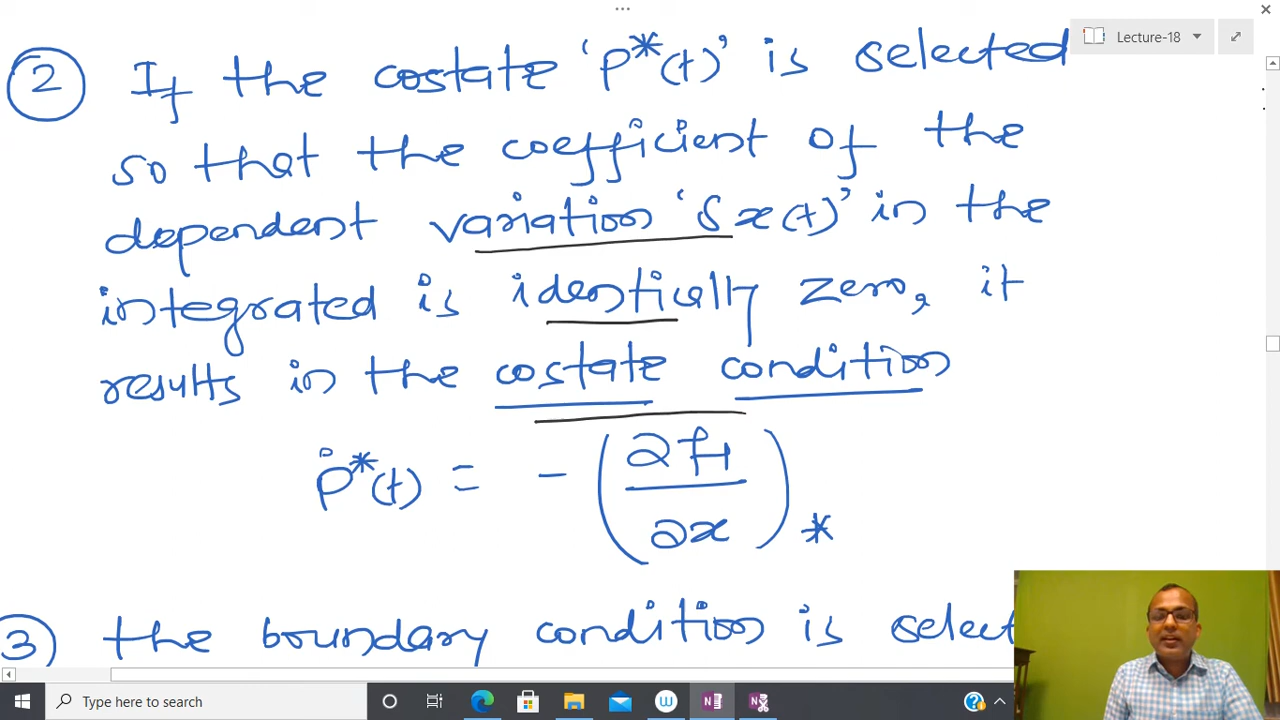 Lecture-18
② If the costate 'p*(t)' is selected
so that the coefficient of the
dependent variation 'δx(t)' in the
integrated is identically zero, it
results in the costate condition
ṗ*(t) = -(∂H/∂x)*
③ the boundary condition is select
Type here to search